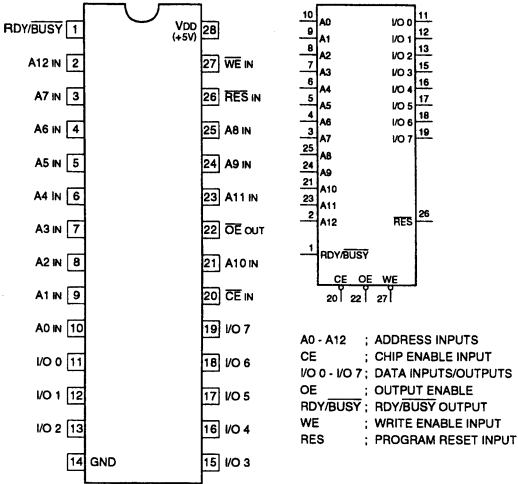 RDY/BUSY 1
VDD (+5V) 28
A12 IN 2
27 WE IN
A7 IN 3
26 RES IN
A6 IN 4
25 A8 IN
A5 IN 5
24 A9 IN
A4 IN 6
23 A11 IN
A3 IN 7
22 OE OUT
A2 IN 8
21 A10 IN
A1 IN 9
20 CE IN
A0 IN 10
19 I/O 7
I/O 0 11
18 I/O 6
I/O 1 12
17 I/O 5
I/O 2 13
16 I/O 4
14 GND
15 I/O 3
10 A0 I/O 0 11
9 A1 I/O 1 12
8 A2 I/O 2 13
7 A3 I/O 3 15
6 A4 I/O 4 16
5 A5 I/O 5 17
4 A6 I/O 6 18
3 A7 I/O 7 19
25 A8
24 A9
21 A10
23 A11
2 A12 RES 26
1 RDY/BUSY
CE OE WE
20 22 27
A0 - A12 ; ADDRESS INPUTS
CE ; CHIP ENABLE INPUT
I/O 0 - I/O 7 ; DATA INPUTS/OUTPUTS
OE ; OUTPUT ENABLE
RDY/BUSY ; RDY/BUSY OUTPUT
WE ; WRITE ENABLE INPUT
RES ; PROGRAM RESET INPUT